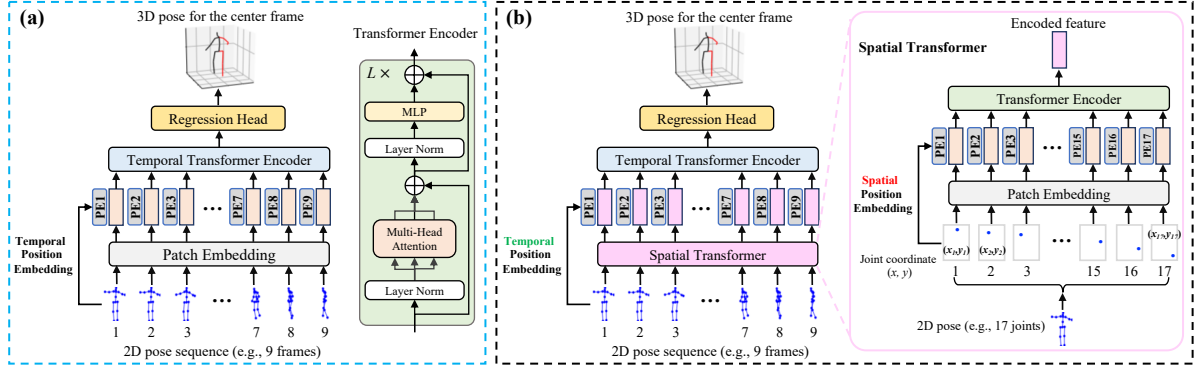 (a)
3D pose for the center frame
Regression Head
Temporal Transformer Encoder
PE1 PE2 PE3 ... PE7 PE8 PE9
Temporal
Position
Embedding
Patch Embedding
1 2 3 ... 7 8 9
2D pose sequence (e.g., 9 frames)
Transformer Encoder
L ×
MLP
Layer Norm
Multi-Head
Attention
Layer Norm
(b)
3D pose for the center frame
Regression Head
Temporal Transformer Encoder
PE1 PE2 PE3 ... PE7 PE8 PE9
Temporal
Position
Embedding
Spatial Transformer
1 2 3 ... 7 8 9
2D pose sequence (e.g., 9 frames)
Encoded feature
Spatial Transformer
Transformer Encoder
PE1 PE2 PE3 ... PE15 PE16 PE17
Spatial
Position
Embedding
Patch Embedding
(x1,y1) (x2,y2) ... (x17,y17)
Joint coordinate
(x, y)
1 2 3 15 16 17
2D pose (e.g., 17 joints)